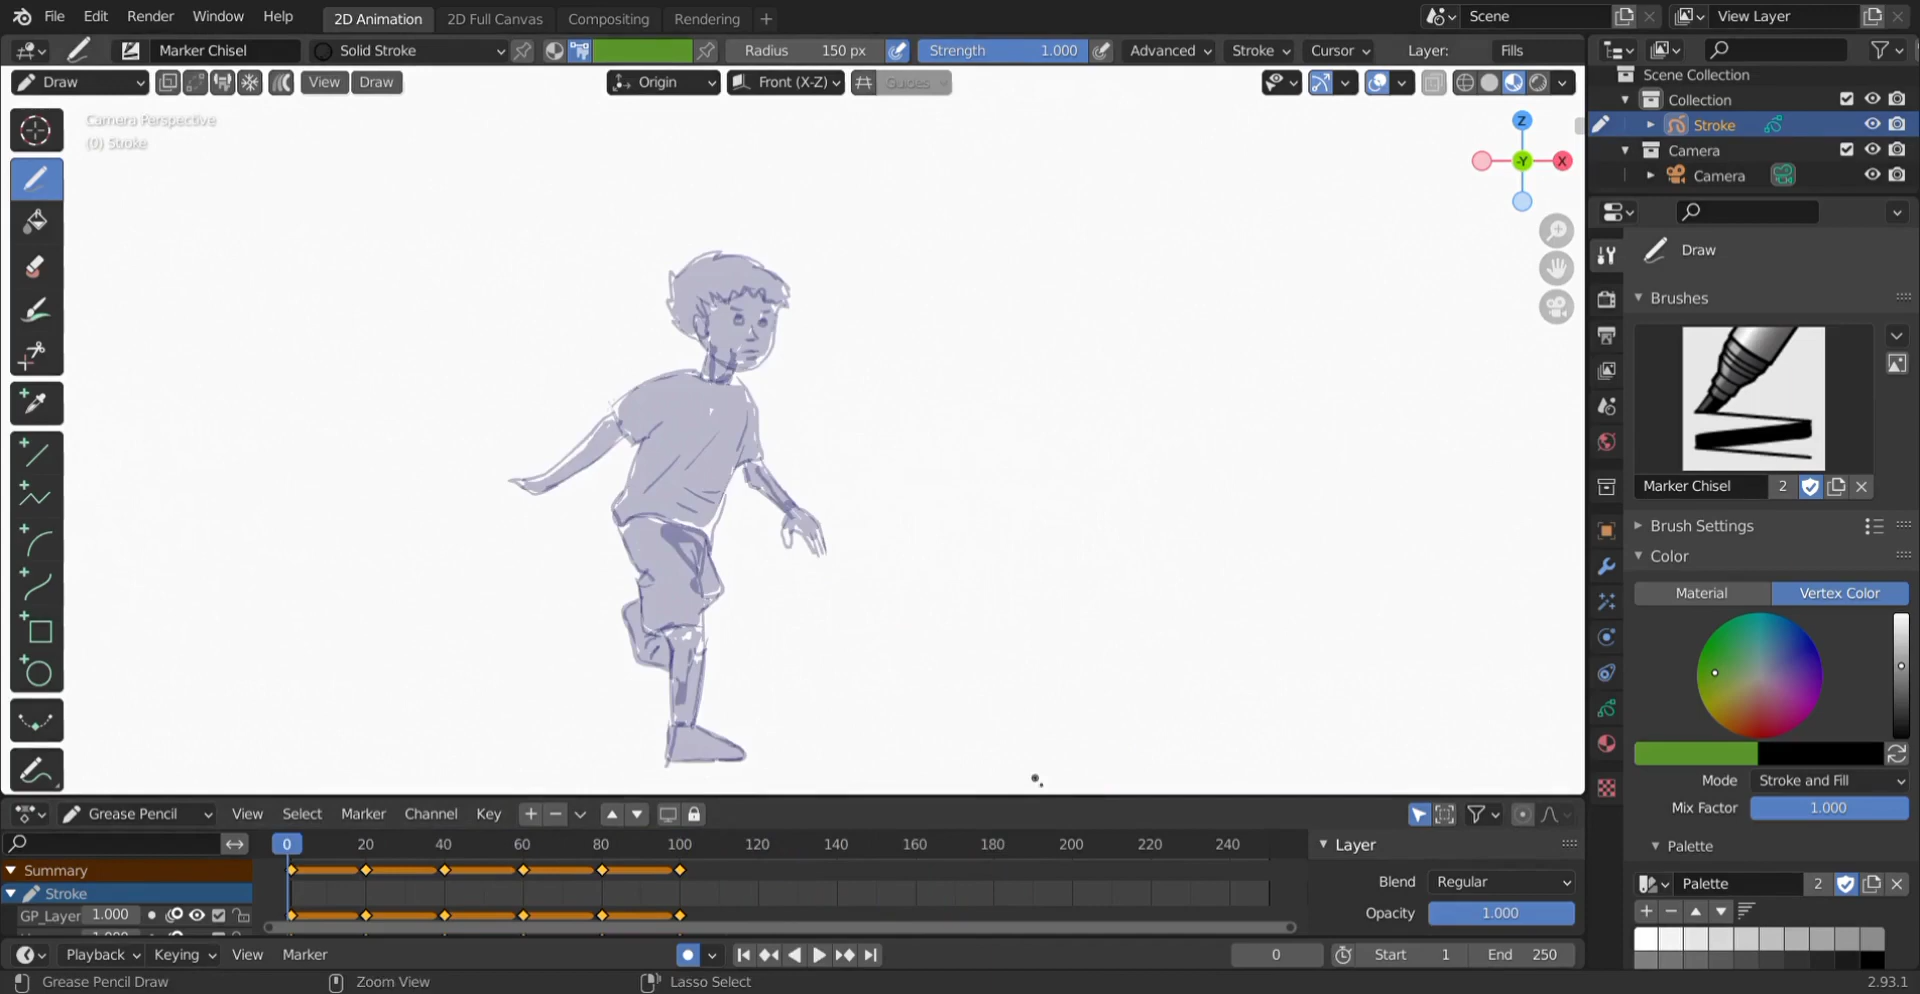 File Edit Render Window Help 2D Animation 2D Full Canvas Compositing Rendering + Scene View Layer
Marker Chisel Solid Stroke Radius 150 px Strength 1.000 Advanced Stroke Cursor Layer: Fills
Draw View Draw Origin Front (X-Z) Guides
Camera Perspective
(0) Stroke
Z
-Y X
Scene Collection
Collection
Stroke
Camera
Camera
Draw
Brushes
Marker Chisel 2
Brush Settings
Color
Material Vertex Color
Mode Stroke and Fill
Mix Factor 1.000
Palette
Palette 2
Grease Pencil View Select Marker Channel Key
0 20 40 60 80 100 120 140 160 180 200 220 240
Summary
Stroke
GP_Layer 1.000
Layer
Blend Regular
Opacity 1.000
Playback Keying View Marker 0 Start 1 End 250
Grease Pencil Draw Zoom View Lasso Select 2.93.1